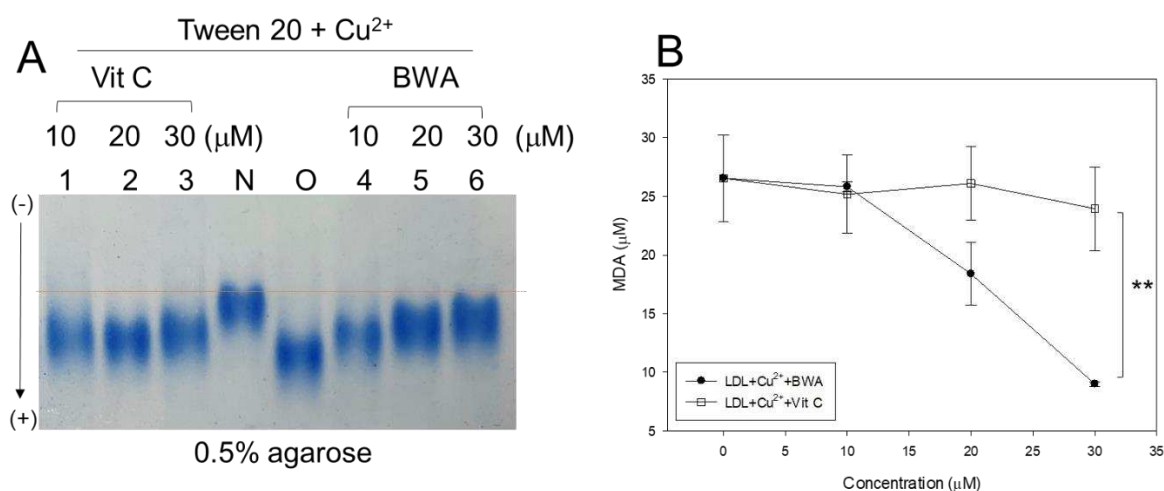 A
Tween 20 + Cu²⁺
Vit C BWA
10 20 30 (μM) 10 20 30 (μM)
1 2 3 N O 4 5 6
(-)
(+)
0.5% agarose
B
35
30
25
20
15
10
5
MDA (μM)
**
LDL+Cu²⁺+BWA
LDL+Cu²⁺+Vit C
0 5 10 15 20 25 30 35
Concentration (μM)